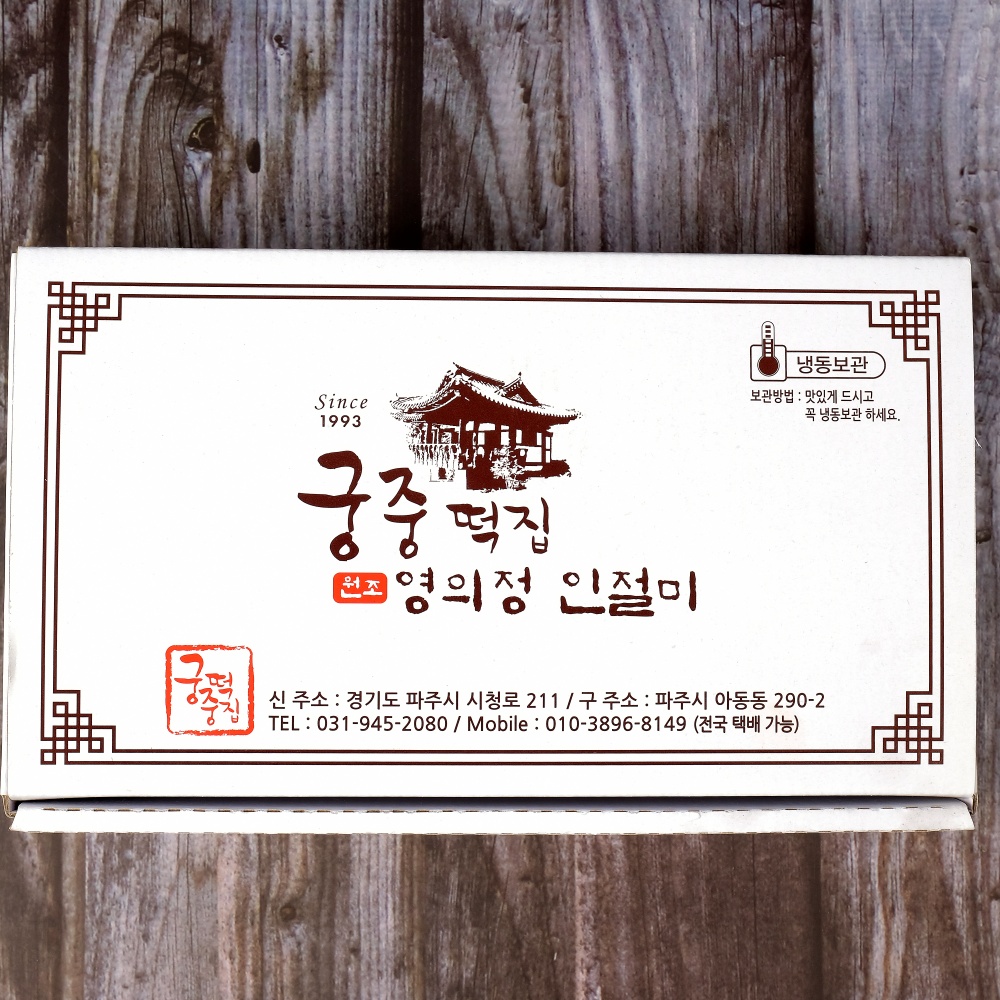 냉동보관
보관방법 : 맛있게 드시고
꼭 냉동보관 하세요.
Since
1993
궁중 떡집
원조 영의정 인절미
궁중떡집
신 주소 : 경기도 파주시 시청로 211 / 구 주소 : 파주시 아동동 290-2
TEL : 031-945-2080 / Mobile : 010-3896-8149 (전국 택배 가능)